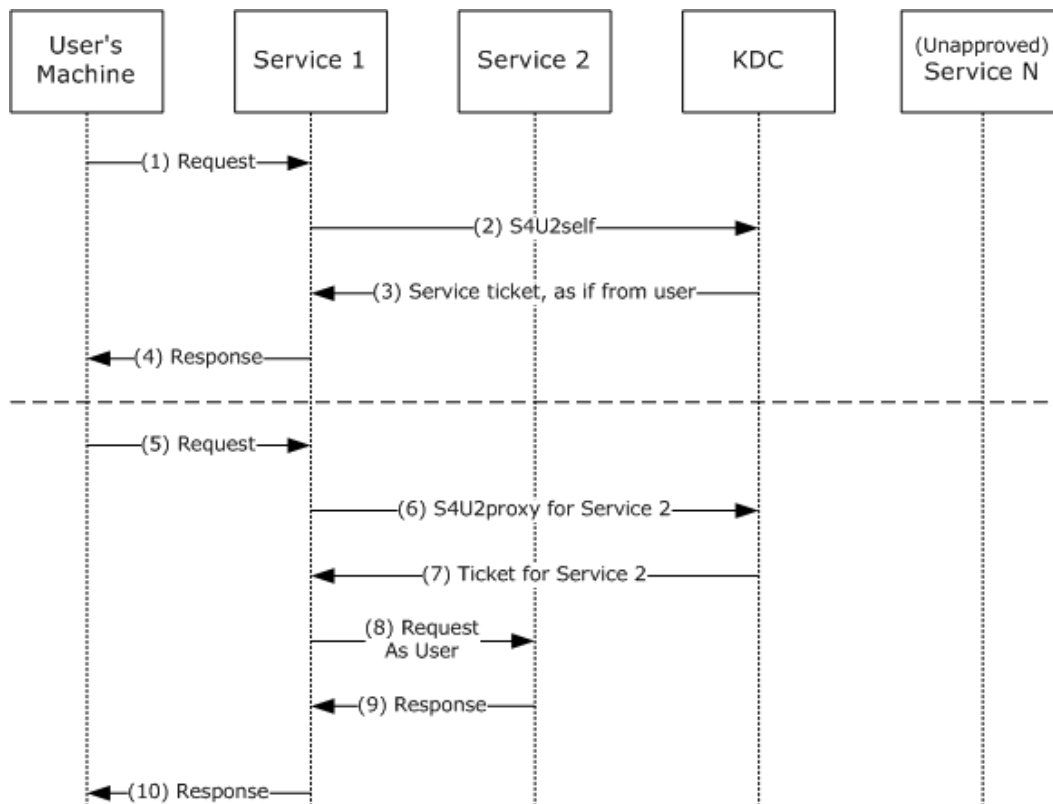 User's
Machine
Service 1
Service 2
KDC
(Unapproved)
Service N
(1) Request
(2) S4U2self
(3) Service ticket, as if from user
(4) Response
(5) Request
(6) S4U2proxy for Service 2
(7) Ticket for Service 2
(8) Request
As User
(9) Response
(10) Response